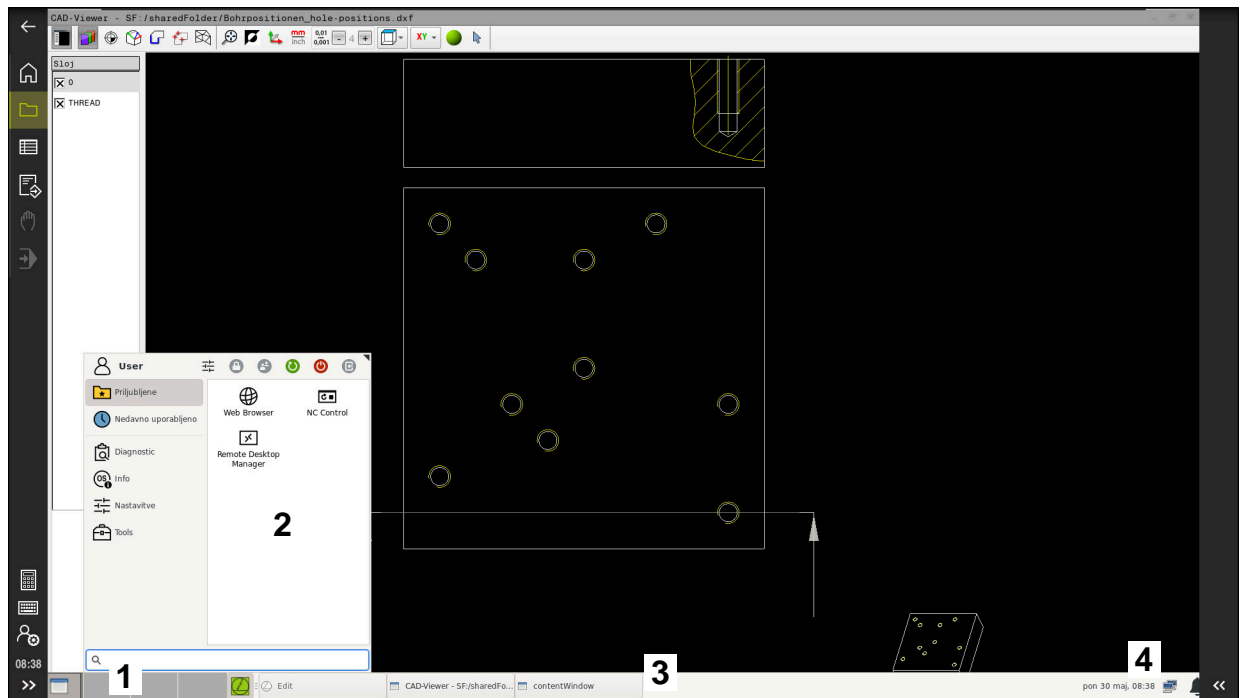 CAD-Viewer - SF:/sharedFolder/Bohrpositionen_hole-positions.dxf
mm
inch
0,01
0,001
4
XY
Sloj
0
THREAD
User
Priljubljene
Nedavno uporabljeno
Diagnostic
OS
Info
Nastavitve
Tools
Web Browser
NC Control
Remote Desktop
Manager
2
08:38
1
Edit
CAD-Viewer - SF:/sharedFo...
contentWindow
3
4
pon 30 maj, 08:38